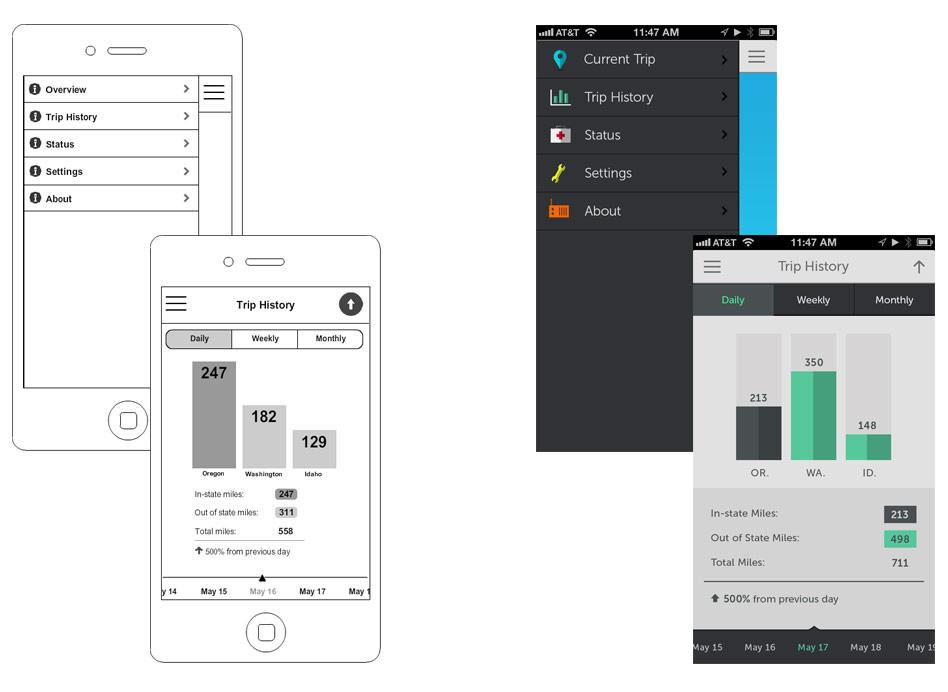 Overview
Trip History
Status
Settings
About
Trip History
Daily Weekly Monthly
247
182
129
Oregon Washington Idaho
In-state miles: 247
Out of state miles: 311
Total miles: 558
500% from previous day
y 14 May 15 May 16 May 17 May 1
AT&T 11:47 AM
Current Trip
Trip History
Status
Settings
About
AT&T 11:47 AM
Trip History
Daily Weekly Monthly
350
213
148
OR. WA. ID.
In-state Miles: 213
Out of State Miles: 498
Total Miles: 711
500% from previous day
May 15 May 16 May 17 May 18 May 19